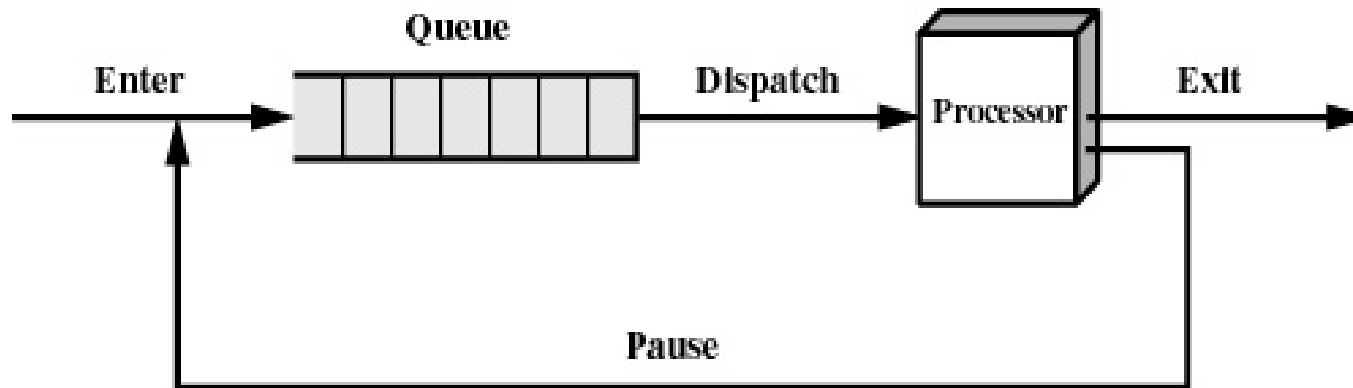 Queue
Enter
Dispatch
Processor
Exit
Pause